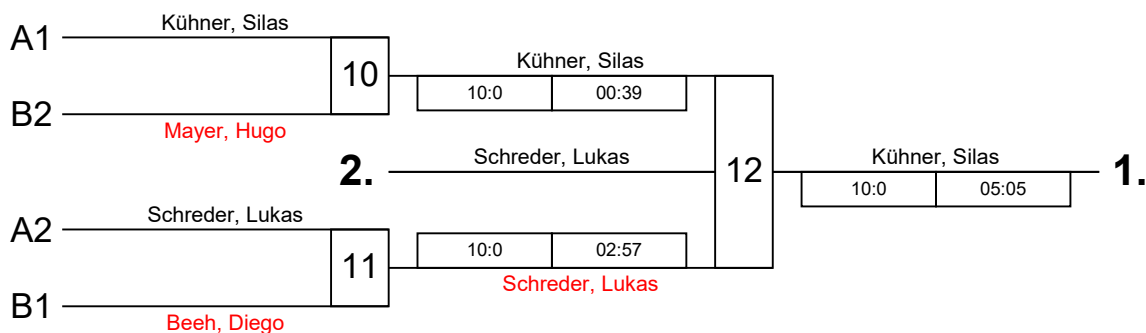 A1
Kühner, Silas
10
B2
Mayer, Hugo
Kühner, Silas
10:0
00:39
2.
Schreder, Lukas
12
Kühner, Silas
1.
10:0
05:05
A2
Schreder, Lukas
11
B1
Beeh, Diego
10:0
02:57
Schreder, Lukas